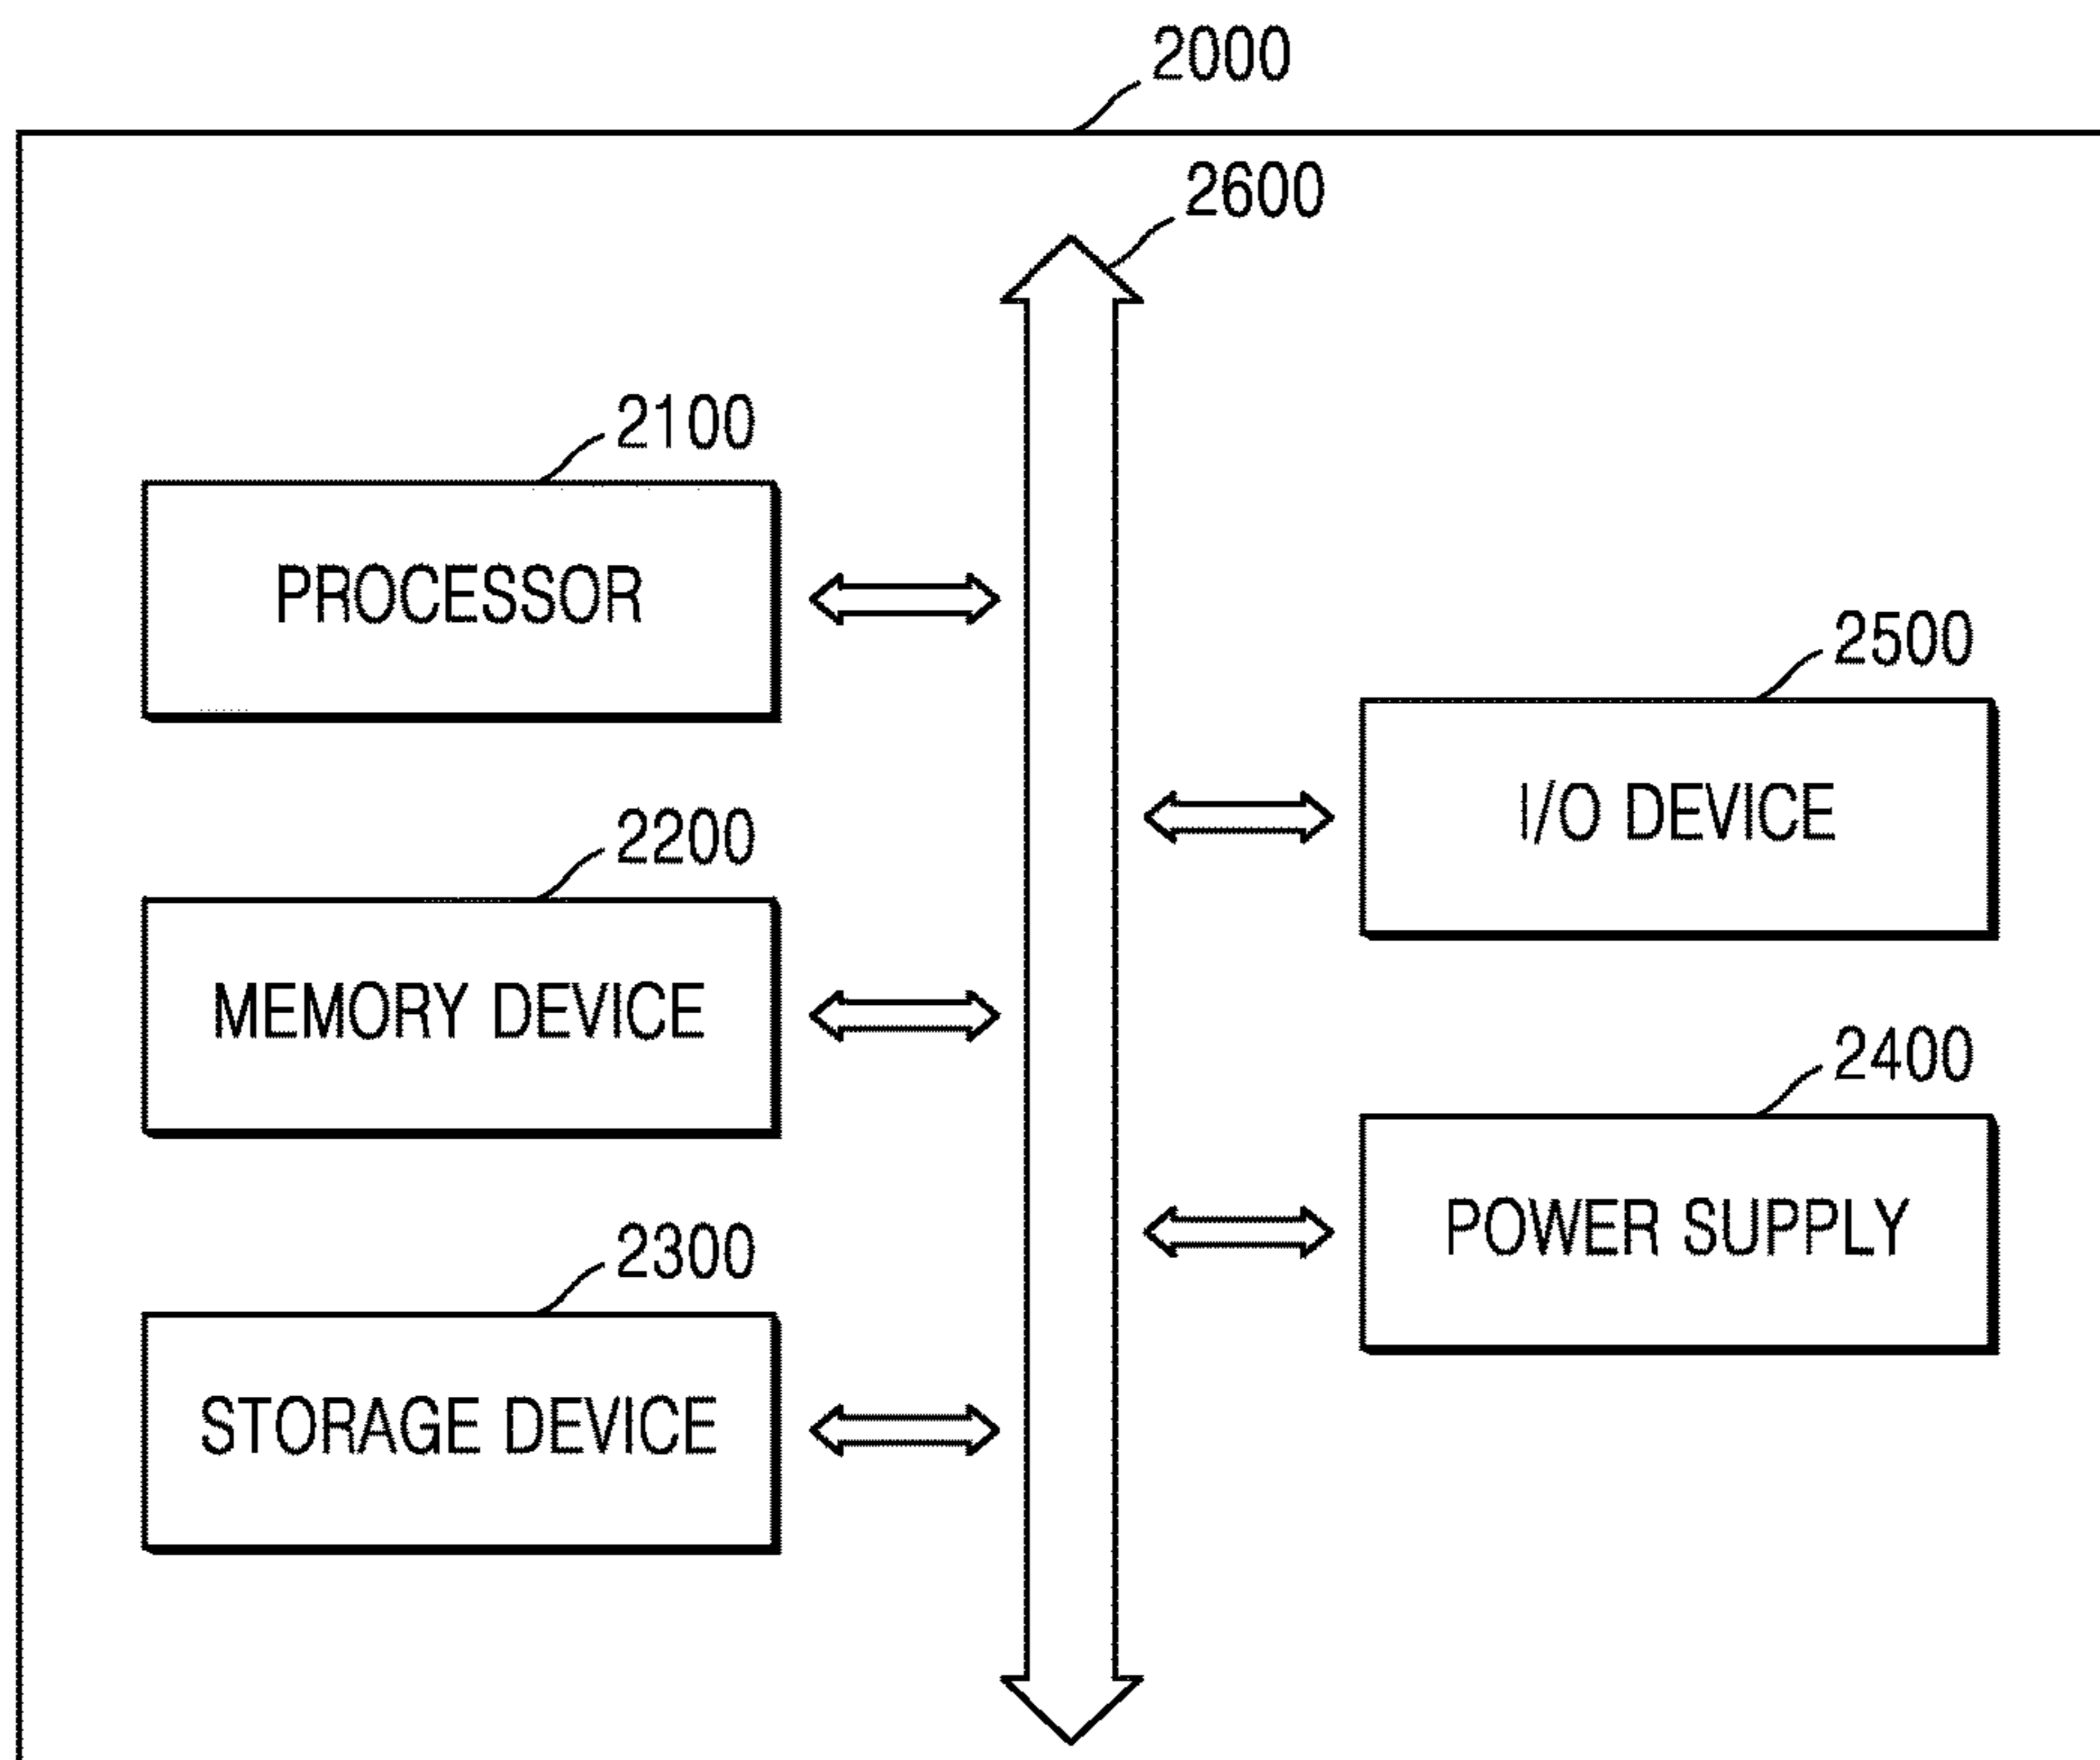 2000
2600
2100
PROCESSOR
2500
I/O DEVICE
2200
MEMORY DEVICE
2400
POWER SUPPLY
2300
STORAGE DEVICE